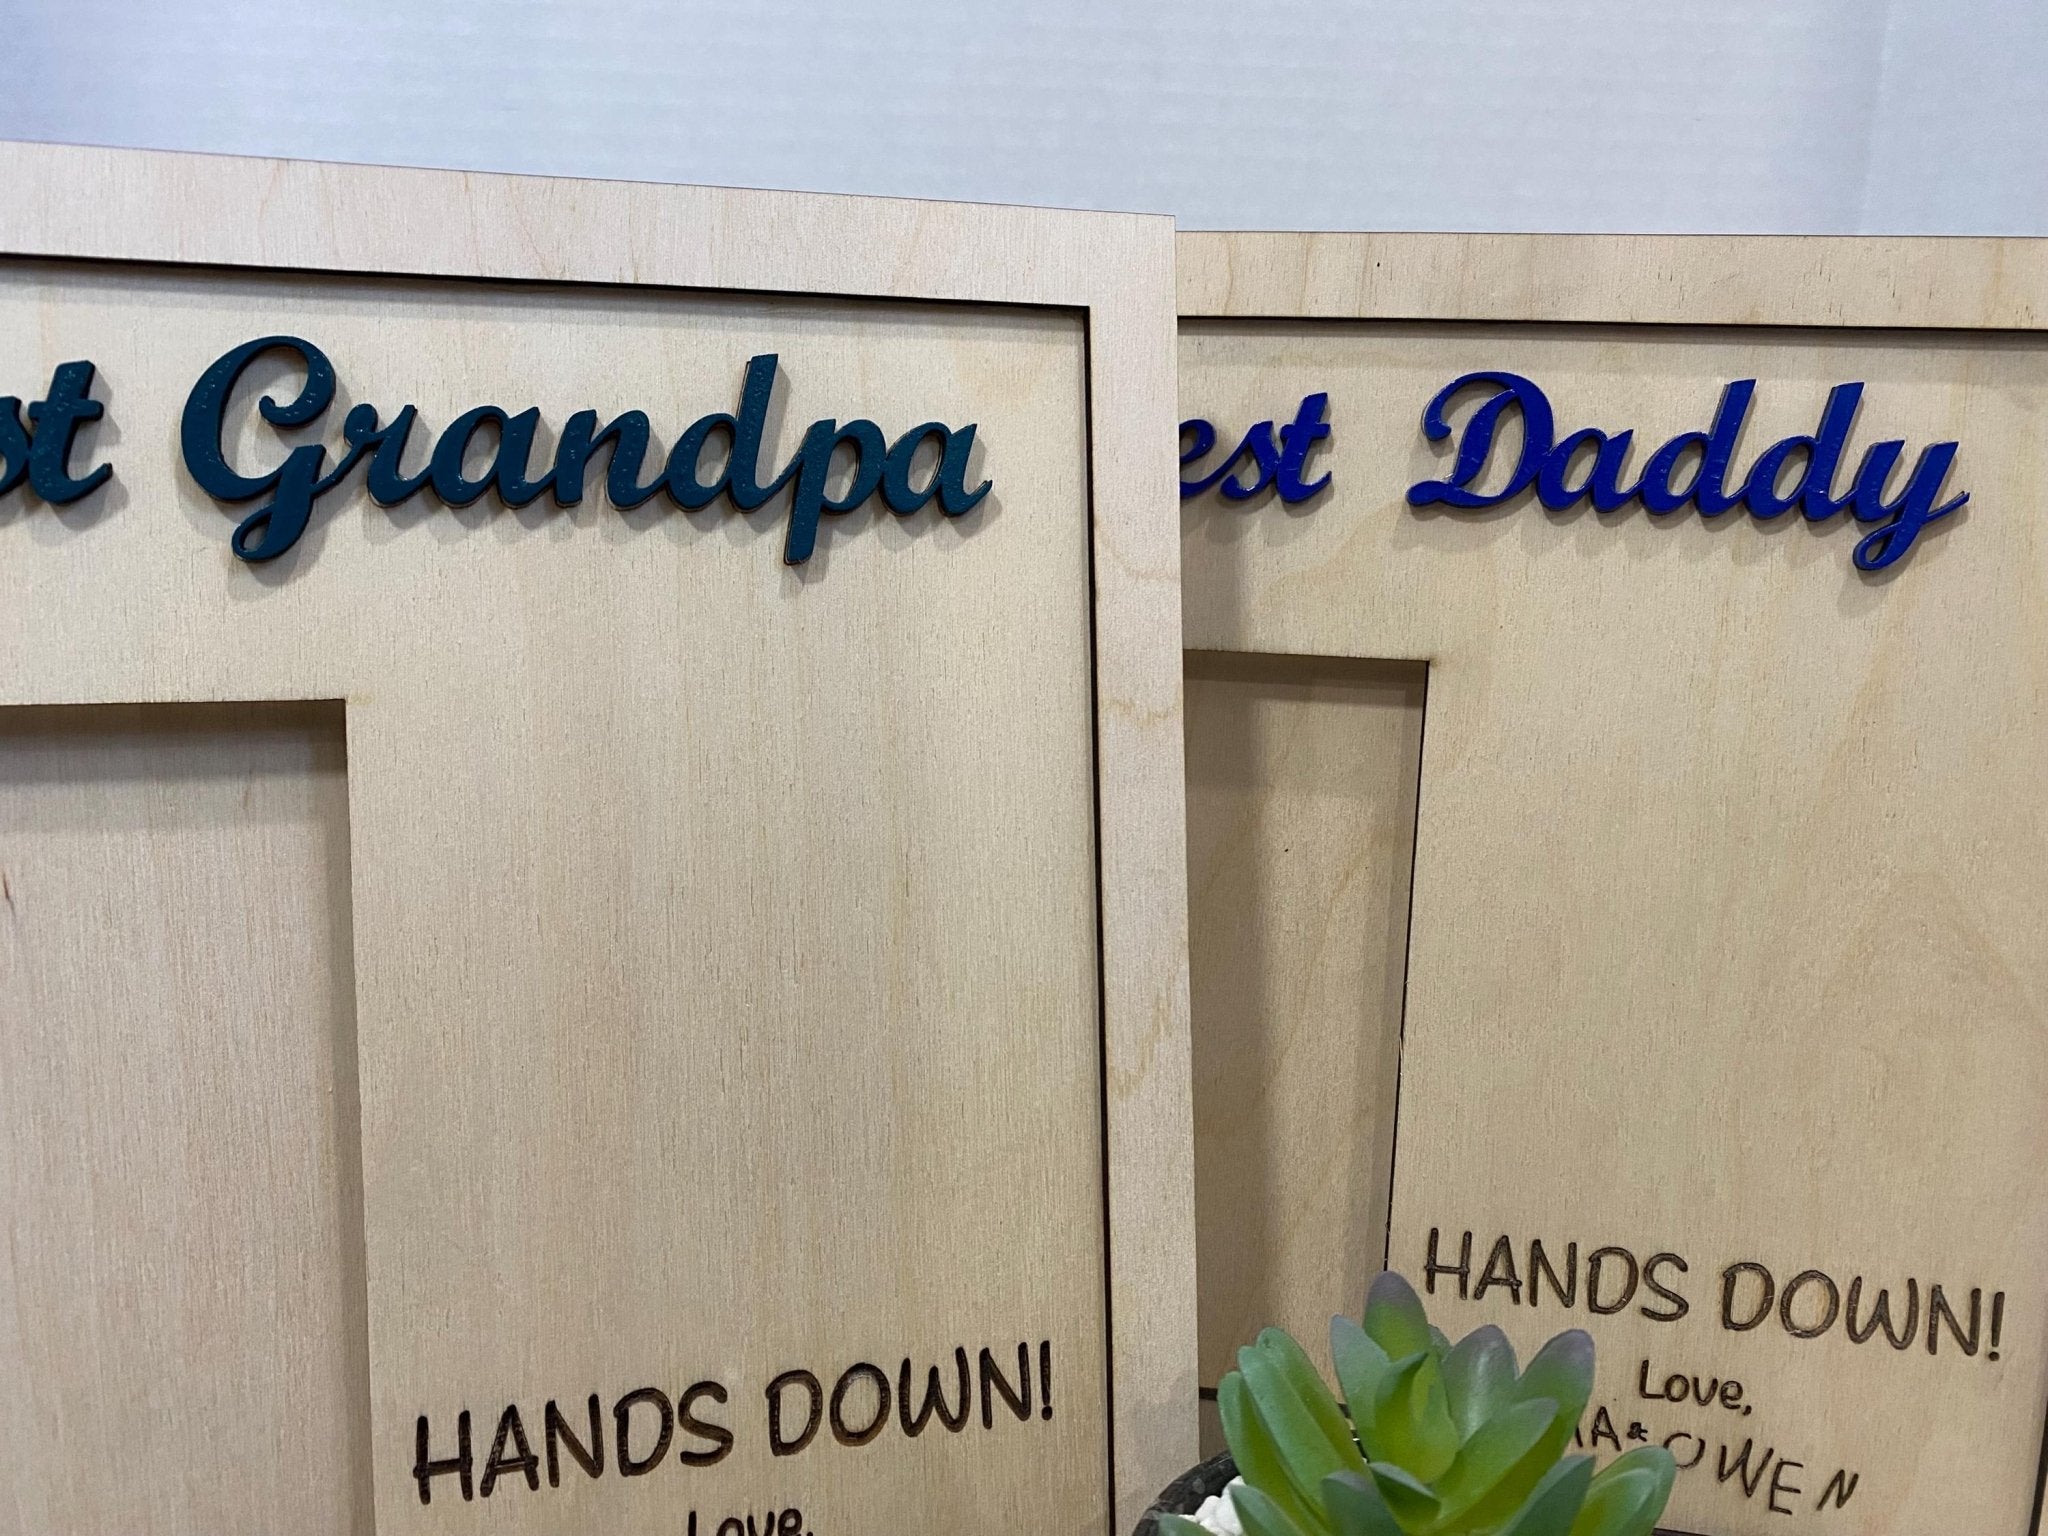 st Grandpa
HANDS DOWN!
Love,
est Daddy
HANDS DOWN!
Love,
A & OWEN